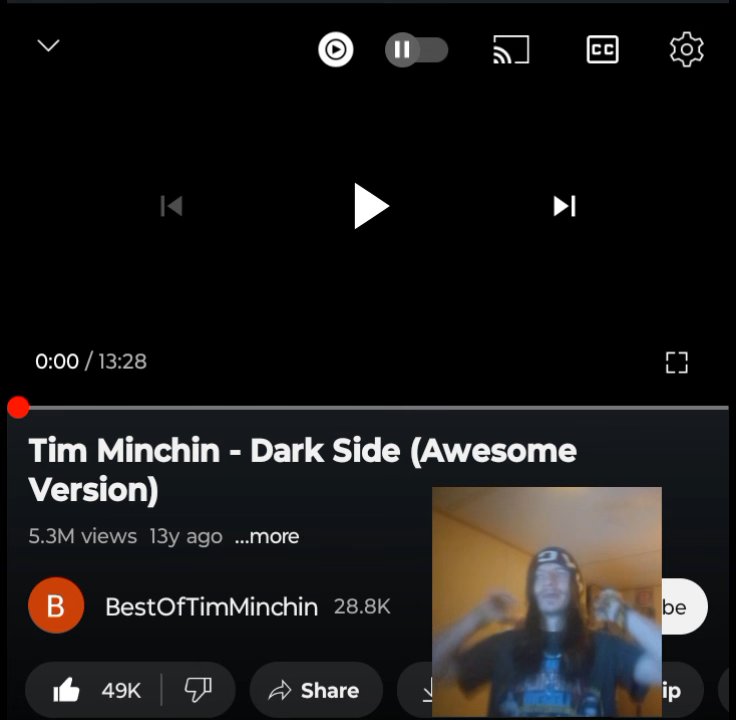 CC
0:00 / 13:28
Tim Minchin - Dark Side (Awesome
Version)
5.3M views 13y ago ...more
B BestOfTimMinchin 28.8K be
49K Share ip